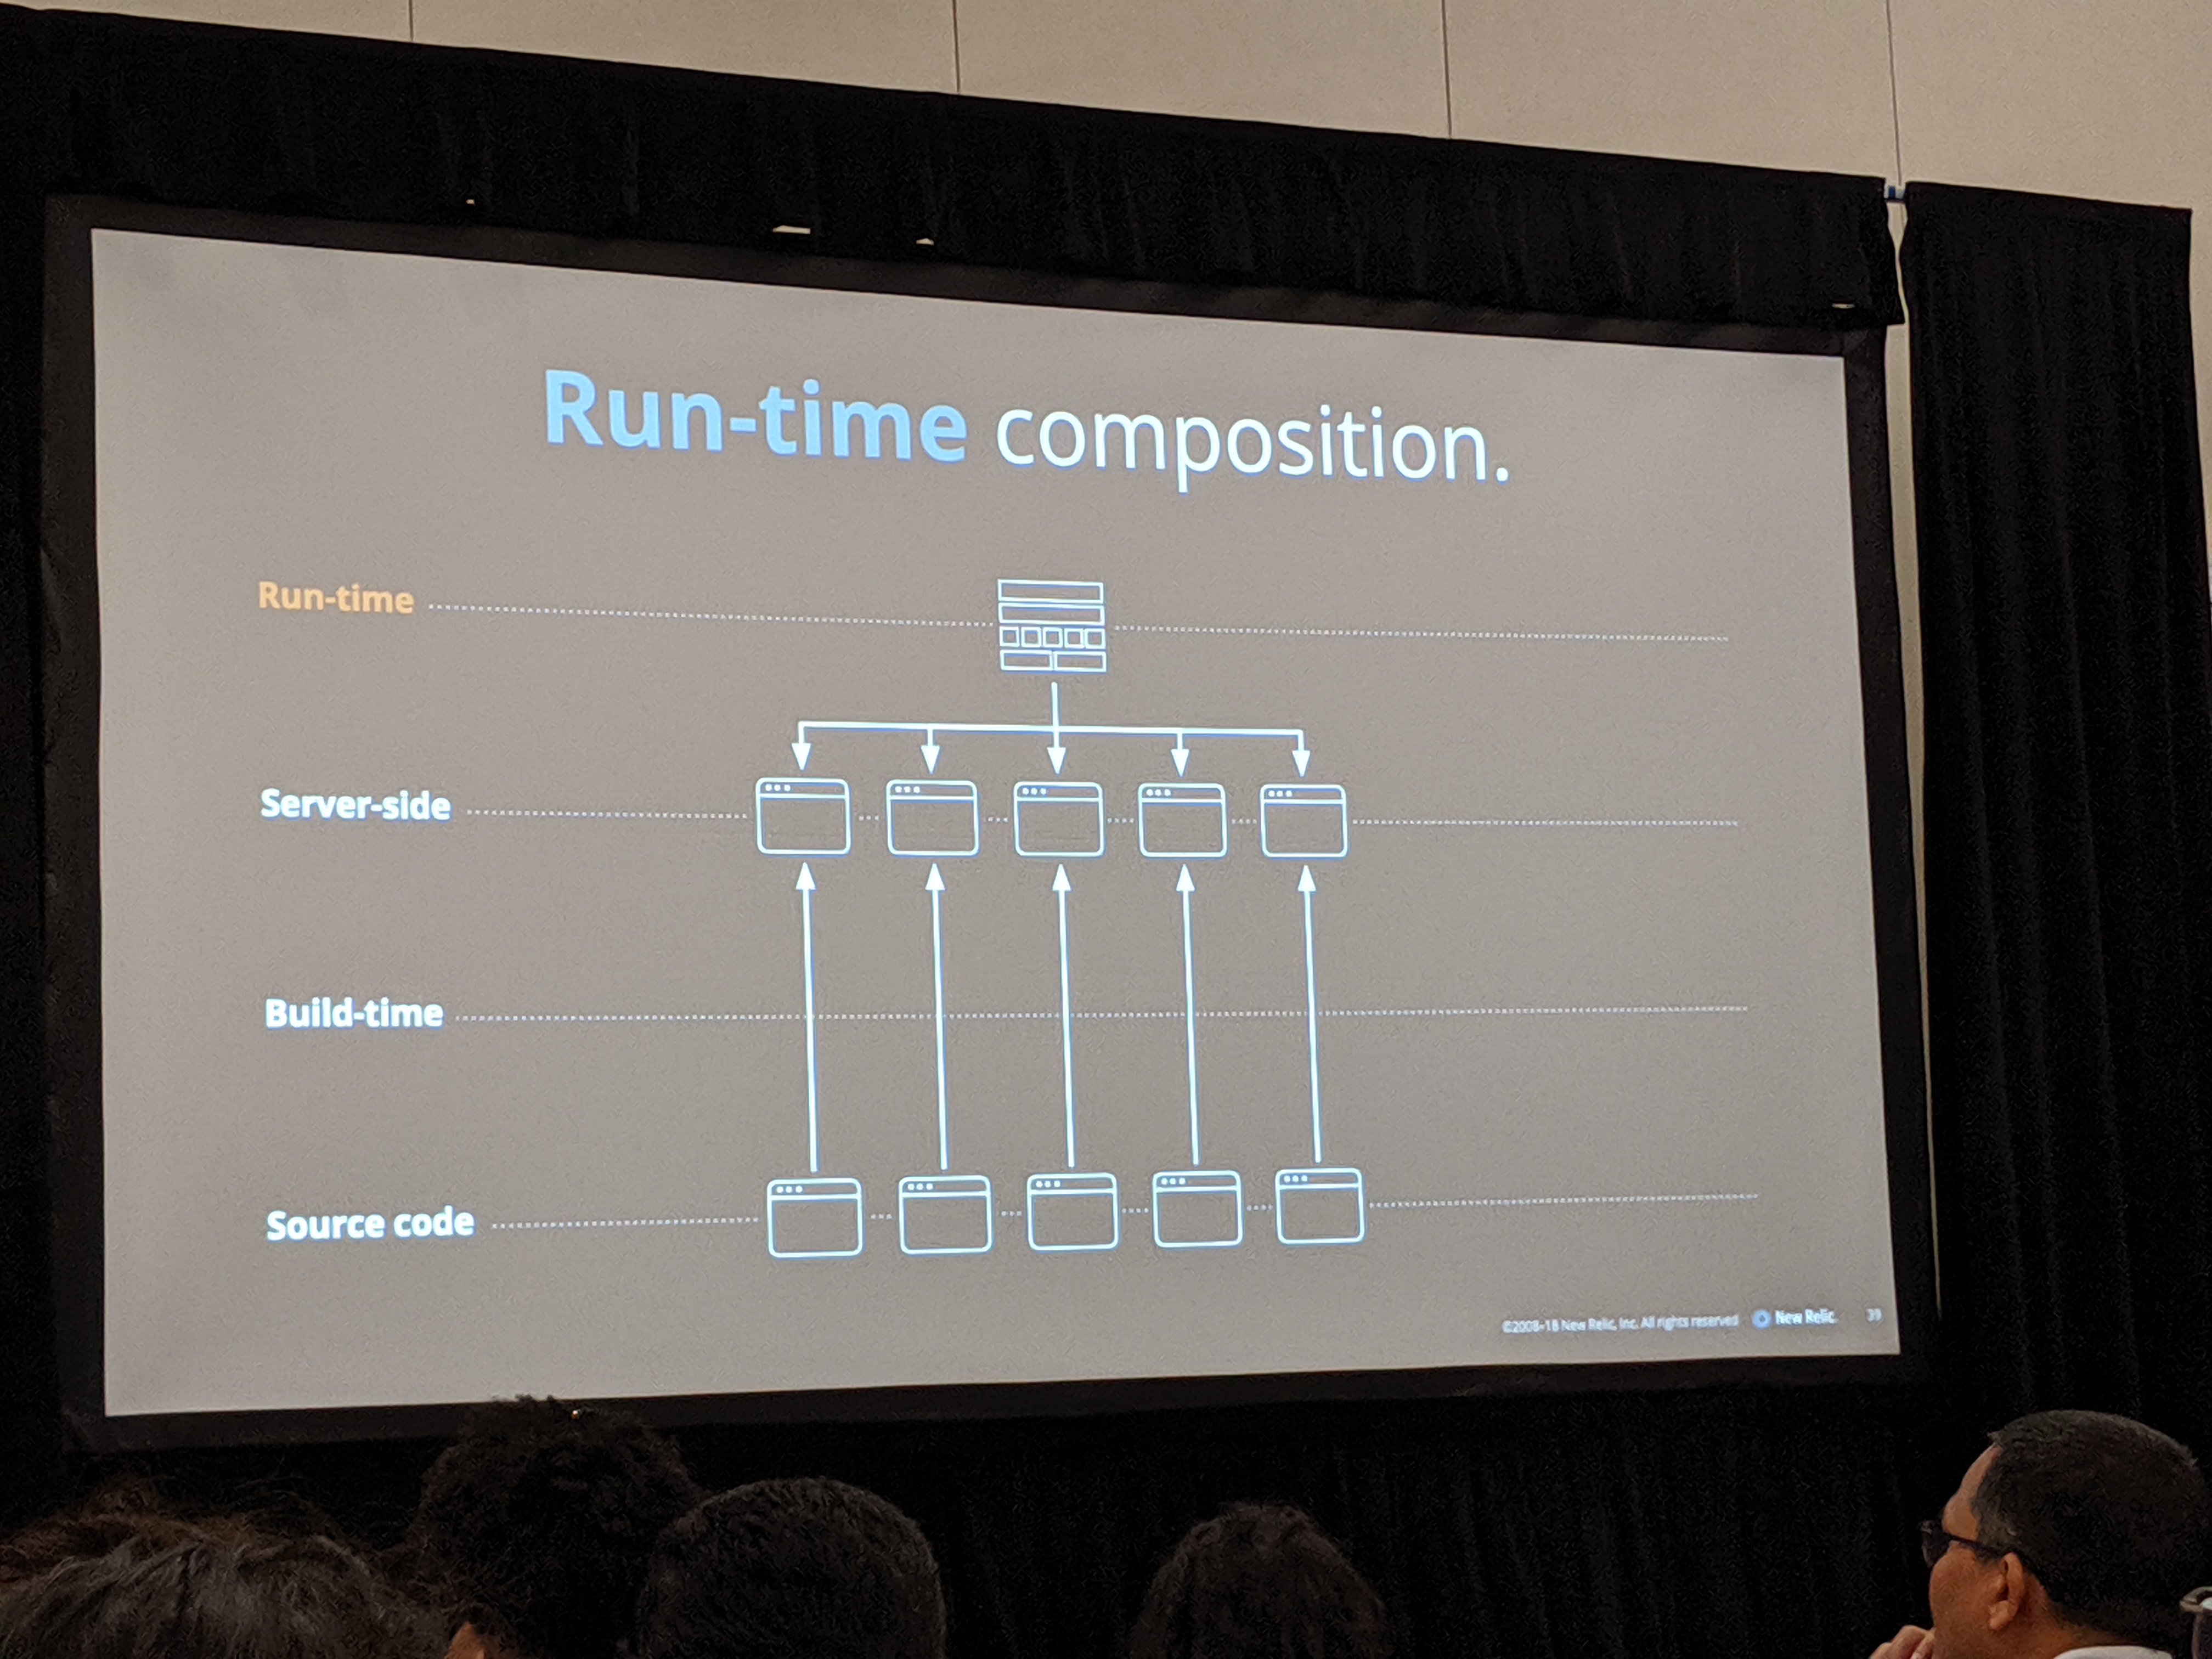 Run-time composition.
Run-time
Server-side
Build-time
Source code
©2008–18 New Relic, Inc. All rights reserved New Relic 39